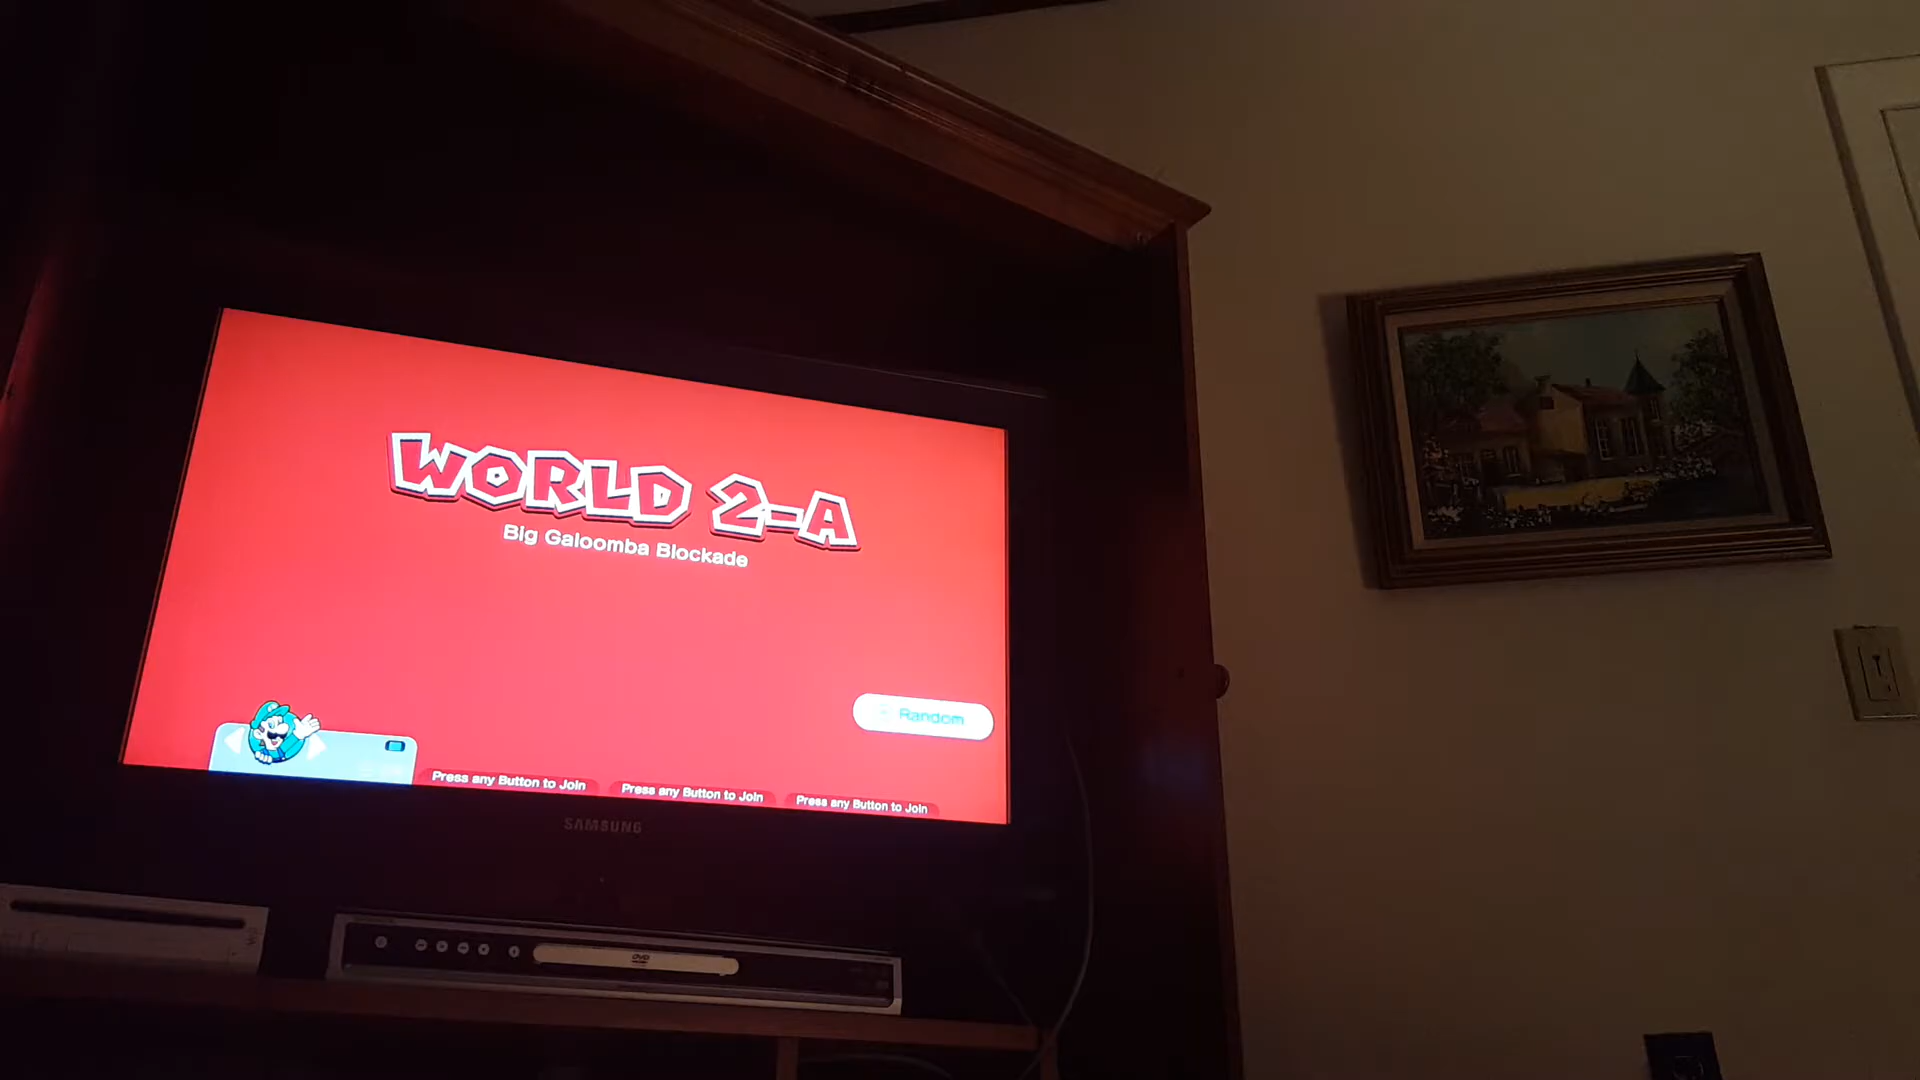 WORLD 2-A
Big Galoomba Blockade
Random
Press any Button to Join
Press any Button to Join
Press any Button to Join
SAMSUNG
DVD